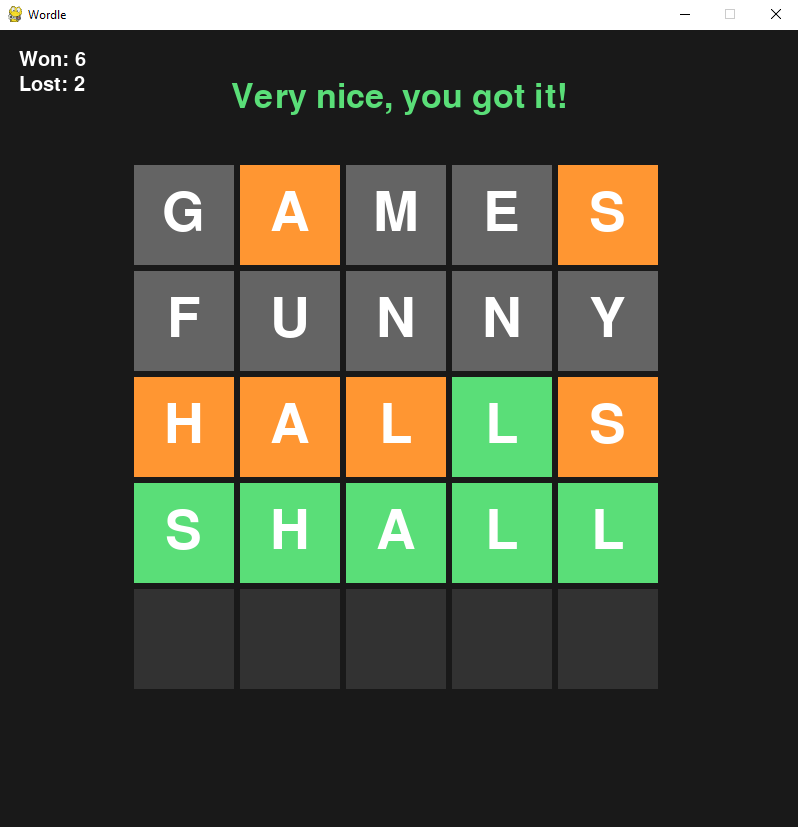 Wordle
Won: 6
Lost: 2
Very nice, you got it!
G A M E S
F U N N Y
H A L L S
S H A L L